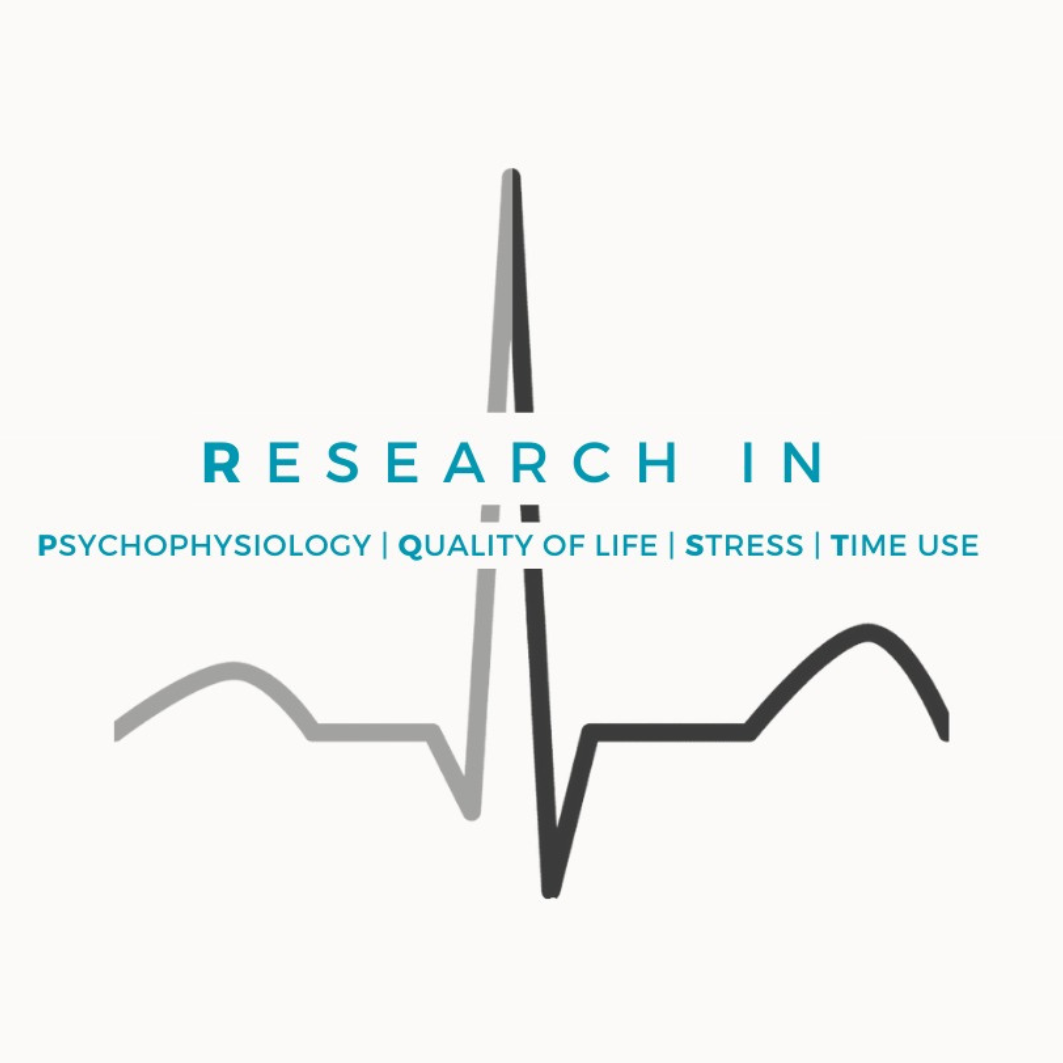 RESEARCH IN
PSYCHOPHYSIOLOGY | QUALITY OF LIFE | STRESS | TIME USE